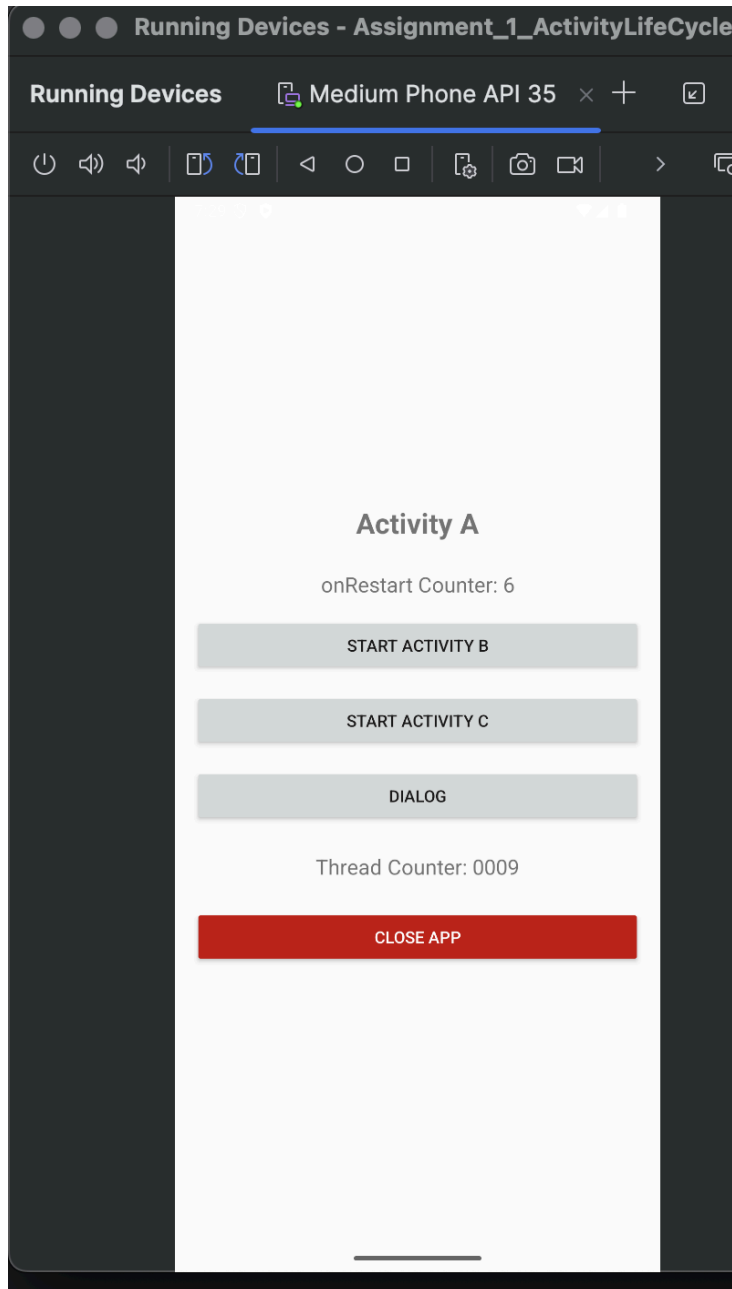 Running Devices - Assignment_1_ActivityLifeCycle
Running Devices Medium Phone API 35
Activity A
onRestart Counter: 6
START ACTIVITY B
START ACTIVITY C
DIALOG
Thread Counter: 0009
CLOSE APP